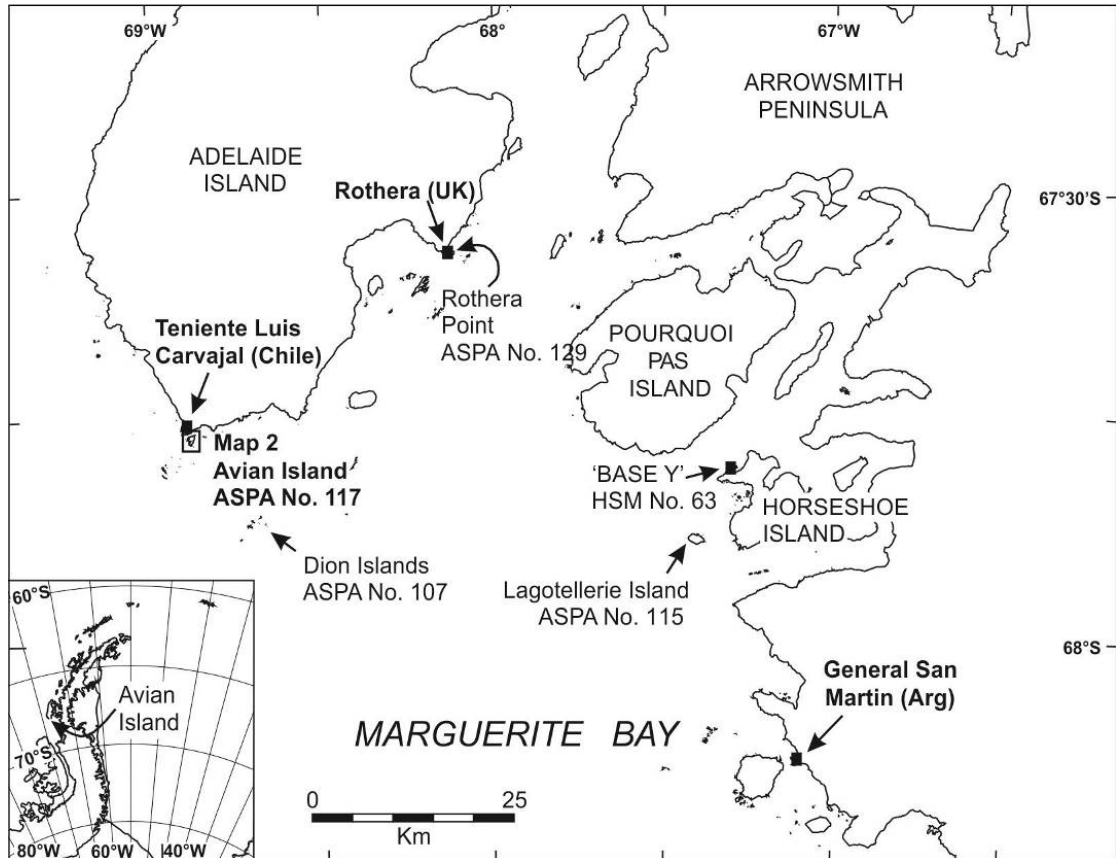 69°W
68°
67°W
ARROWSMITH
PENINSULA
ADELAIDE
ISLAND
Rothera (UK)
67°30'S
Rothera
Point
ASPA No. 129
Teniente Luis
Carvajal (Chile)
POURQUOI
PAS
ISLAND
Map 2
Avian Island
ASPA No. 117
'BASE Y'
HSM No. 63
HORSESHOE
ISLAND
Dion Islands
ASPA No. 107
Lagotellerie Island
ASPA No. 115
60°S
68°S
General San
Martin (Arg)
Avian
Island
MARGUERITE BAY
70°S
0 25
Km
80°W 60°W 40°W